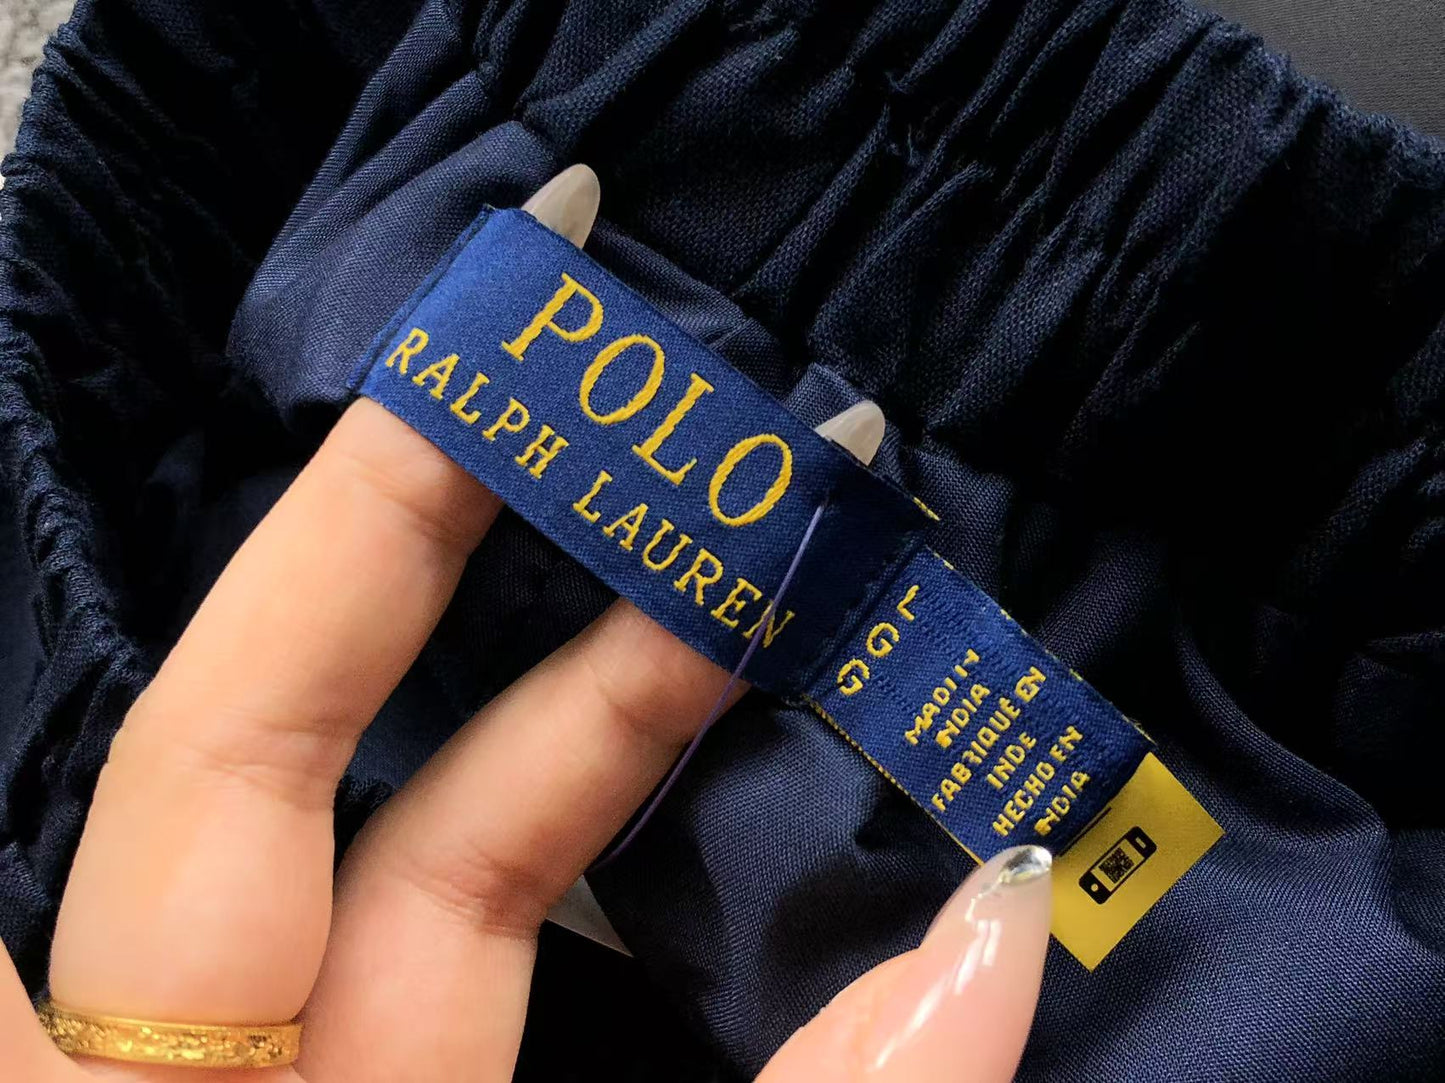 POLO
RALPH LAUREN
L
G
G
MADE IN
INDIA
FABRIQUÉ EN
INDE
HECHO EN
INDIA